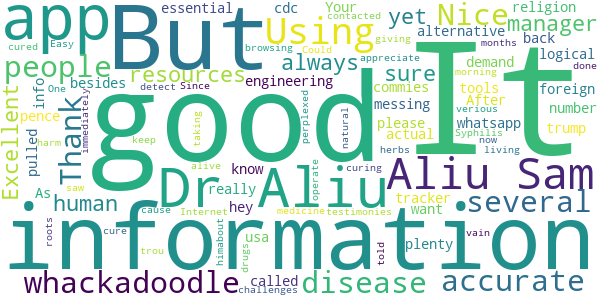 app But Using Nice yet essential cdc Your contacted religion
cured Easy alternative manager
people resources always sure back logical
besides browsing Could giving appreciate demand
Since months done
info engineering commies tools foreign
One detect messing After
Excellent Thank good It
pence immediately perplexed please actual number
pulled harm keep taking natural whatsapp morning verious
Syphilis trump
herbs now living
Dr Aliu Aliu Sam
human alive curing
As saw really know operate tracker several
cause Internet hey medicine testimonies want
information
roots cure usa plenty vain
drugs himabout told
whackadoodle called trou disease accurate
challenges